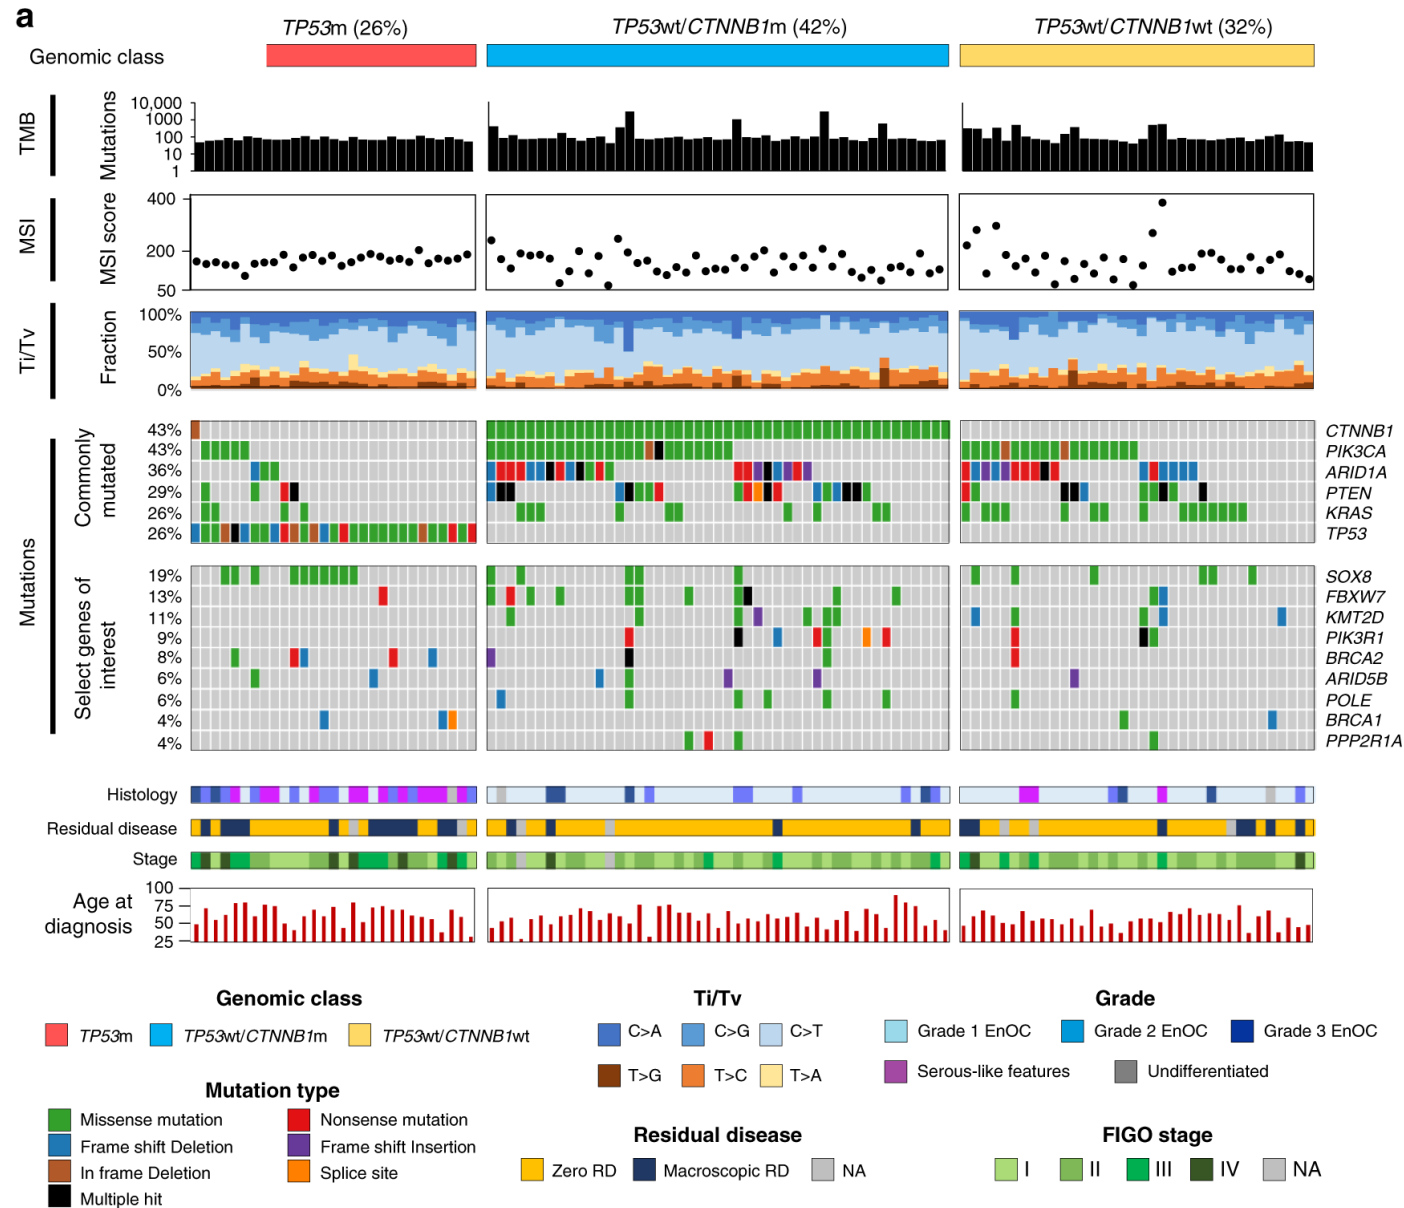 a
TP53m (26%)
TP53wt/CTNNB1m (42%)
TP53wt/CTNNB1wt (32%)
Genomic class
TMB
Mutations
10,000
1000
100
10
1
MSI
MSI score
400
200
50
Ti/Tv
Fraction
100%
50%
0%
Mutations
Commonly
mutated
43% CTNNB1
43% PIK3CA
36% ARID1A
29% PTEN
26% KRAS
26% TP53
Select genes of
interest
19% SOX8
13% FBXW7
11% KMT2D
9% PIK3R1
8% BRCA2
6% ARID5B
6% POLE
4% BRCA1
4% PPP2R1A
Histology
Residual disease
Stage
Age at
diagnosis
100
75
50
25
Genomic class
TP53m TP53wt/CTNNB1m TP53wt/CTNNB1wt
Mutation type
Missense mutation Nonsense mutation
Frame shift Deletion Frame shift Insertion
In frame Deletion Splice site
Multiple hit
Ti/Tv
C>A C>G C>T
T>G T>C T>A
Residual disease
Zero RD Macroscopic RD NA
Grade
Grade 1 EnOC Grade 2 EnOC Grade 3 EnOC
Serous-like features Undifferentiated
FIGO stage
I II III IV NA